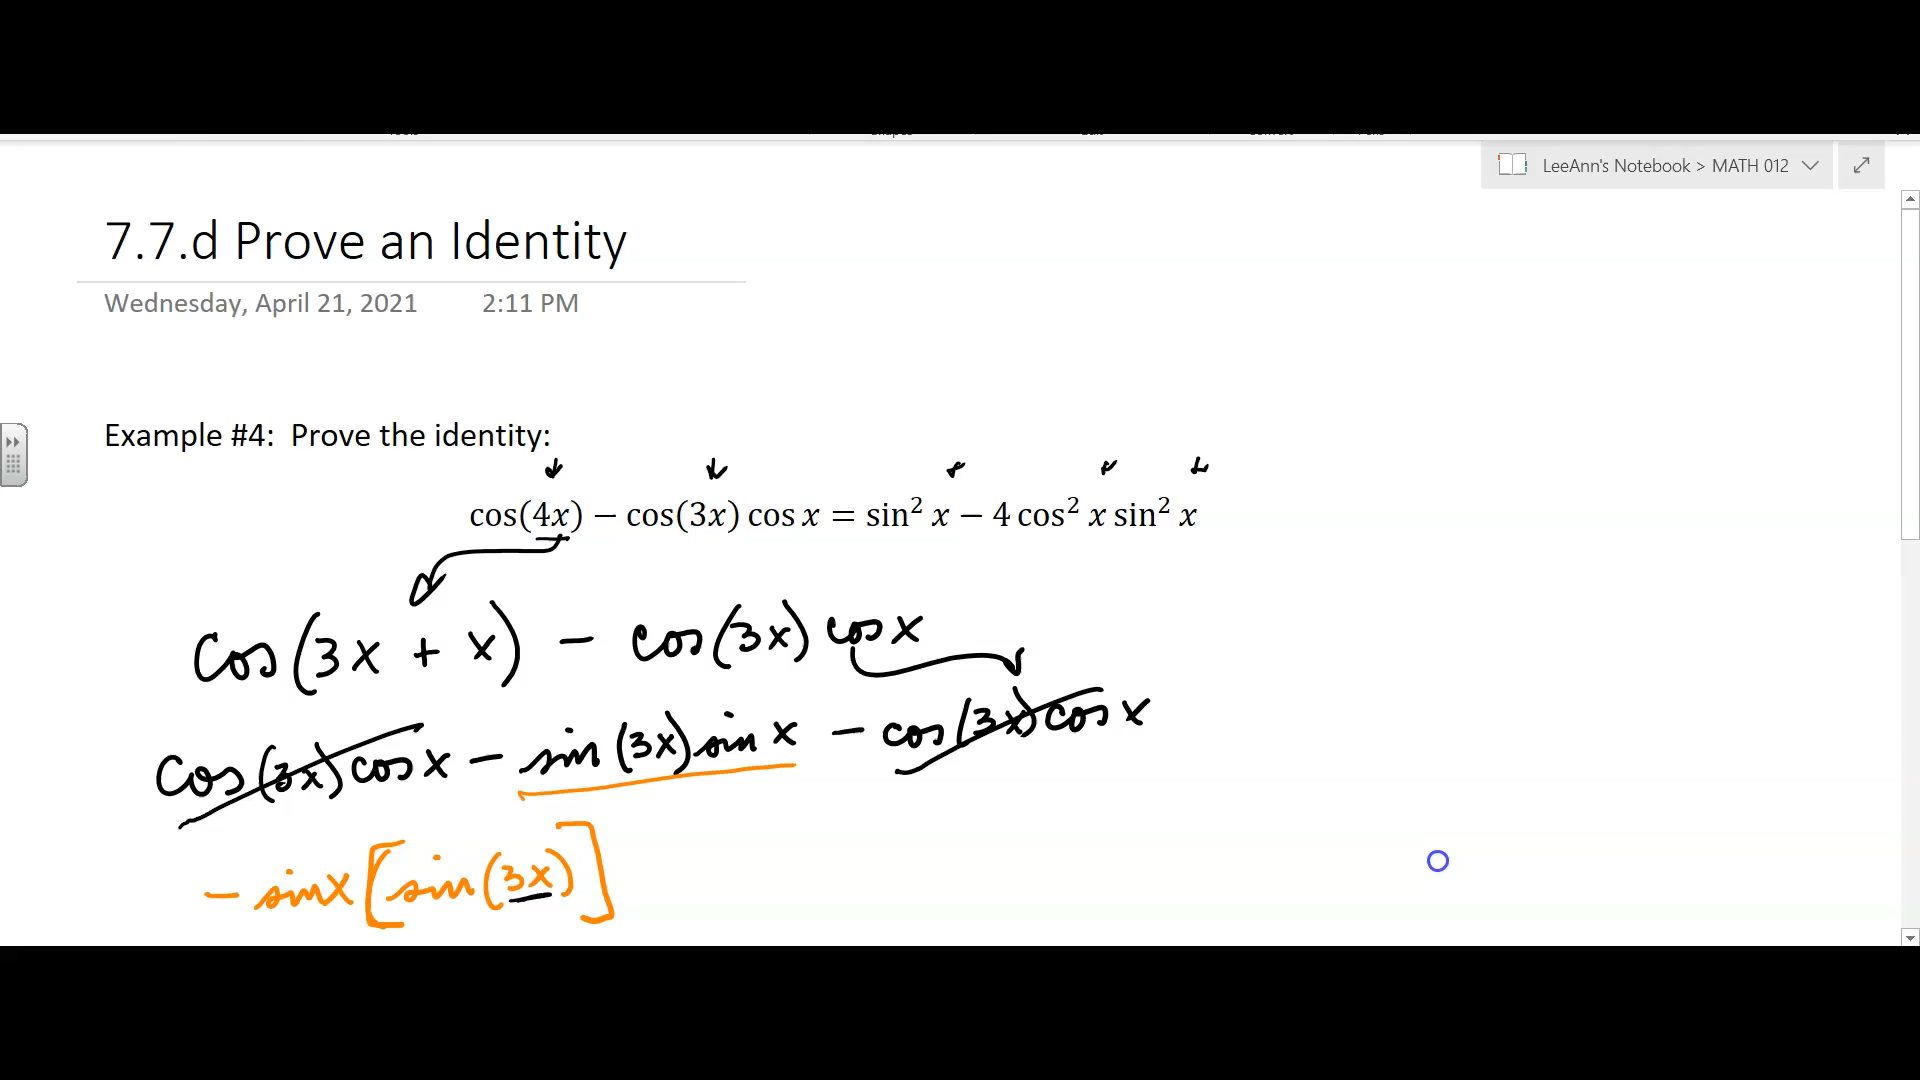 LeeAnn's Notebook > MATH 012
7.7.d Prove an Identity
Wednesday, April 21, 2021 2:11 PM
Example #4: Prove the identity:
cos(4x) − cos(3x) cos x = sin² x − 4 cos² x sin² x
cos(3x + x) − cos(3x) cos x
cos(3x) cos x − sin(3x) sin x − cos(3x) cos x
− sin x [sin(3x)]